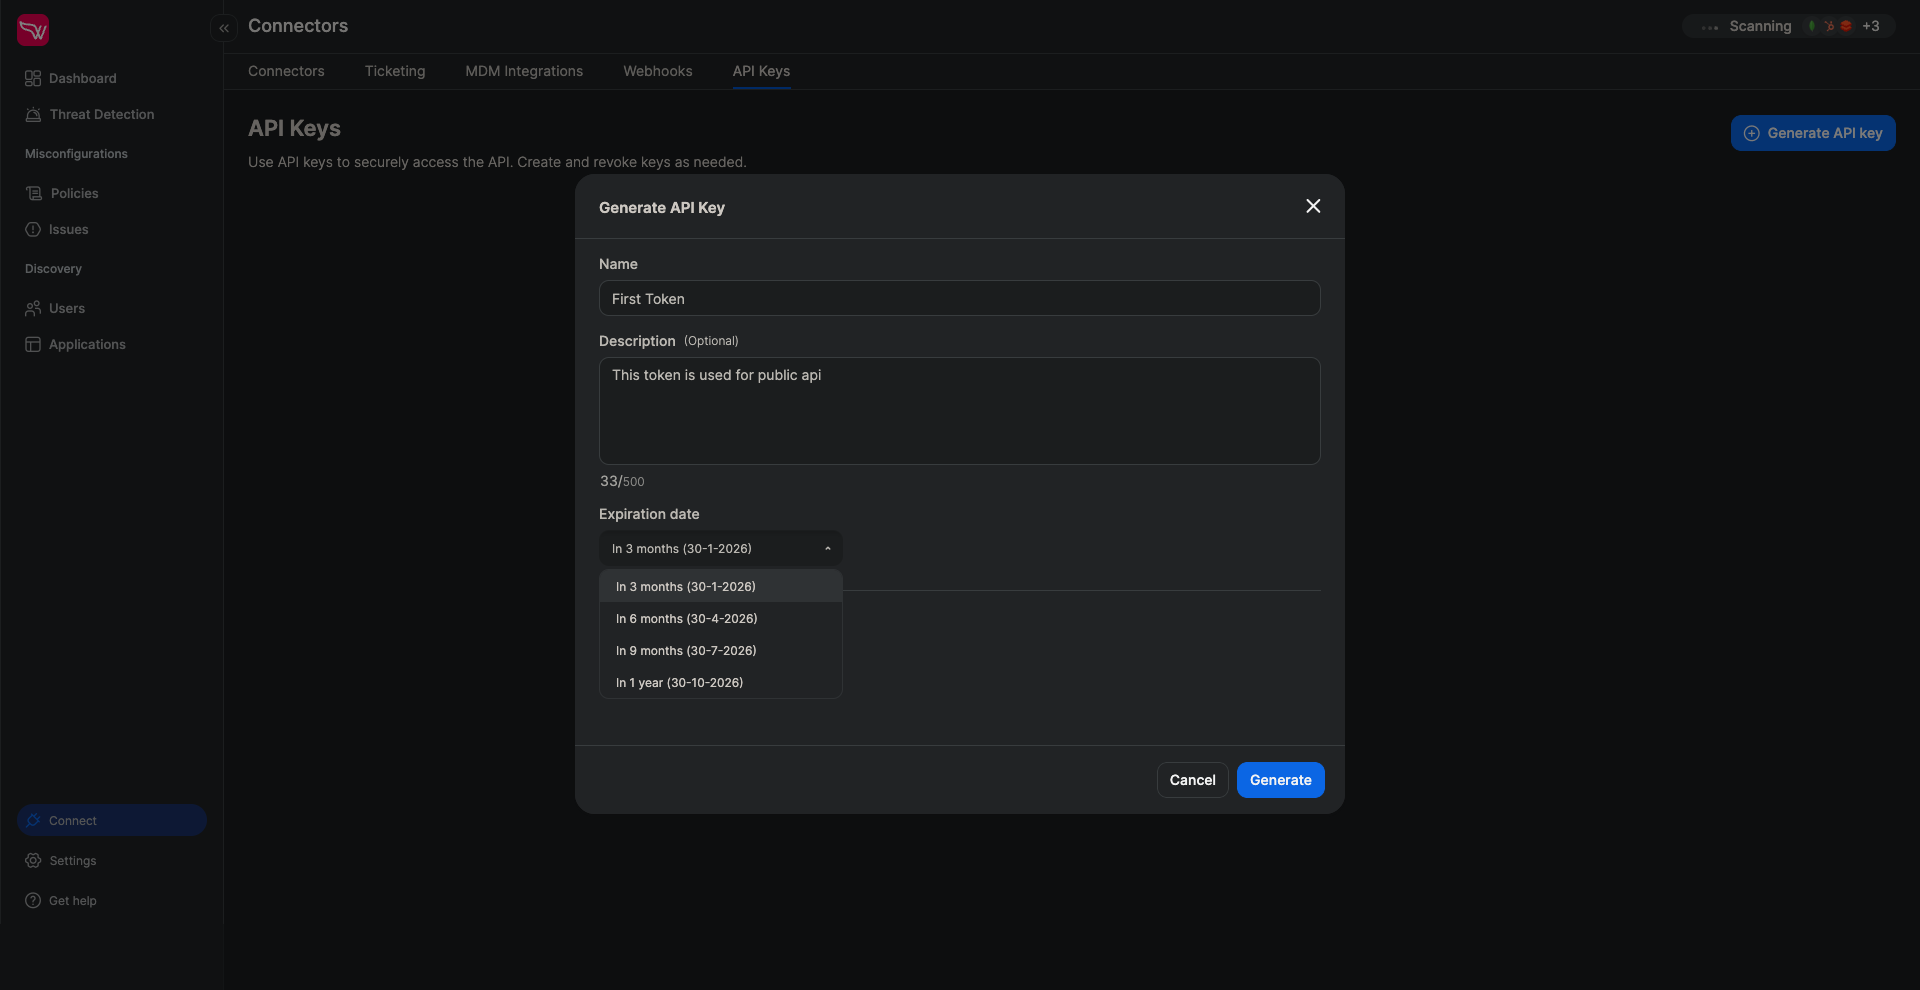 Connectors
Scanning +3
Dashboard
Threat Detection
Misconfigurations
Policies
Issues
Discovery
Users
Applications
Connect
Settings
Get help
Connectors Ticketing MDM Integrations Webhooks API Keys
API Keys
Use API keys to securely access the API. Create and revoke keys as needed.
Generate API key
Generate API Key
Name
First Token
Description (Optional)
This token is used for public api
33/500
Expiration date
In 3 months (30-1-2026)
In 3 months (30-1-2026)
In 6 months (30-4-2026)
In 9 months (30-7-2026)
In 1 year (30-10-2026)
Cancel Generate